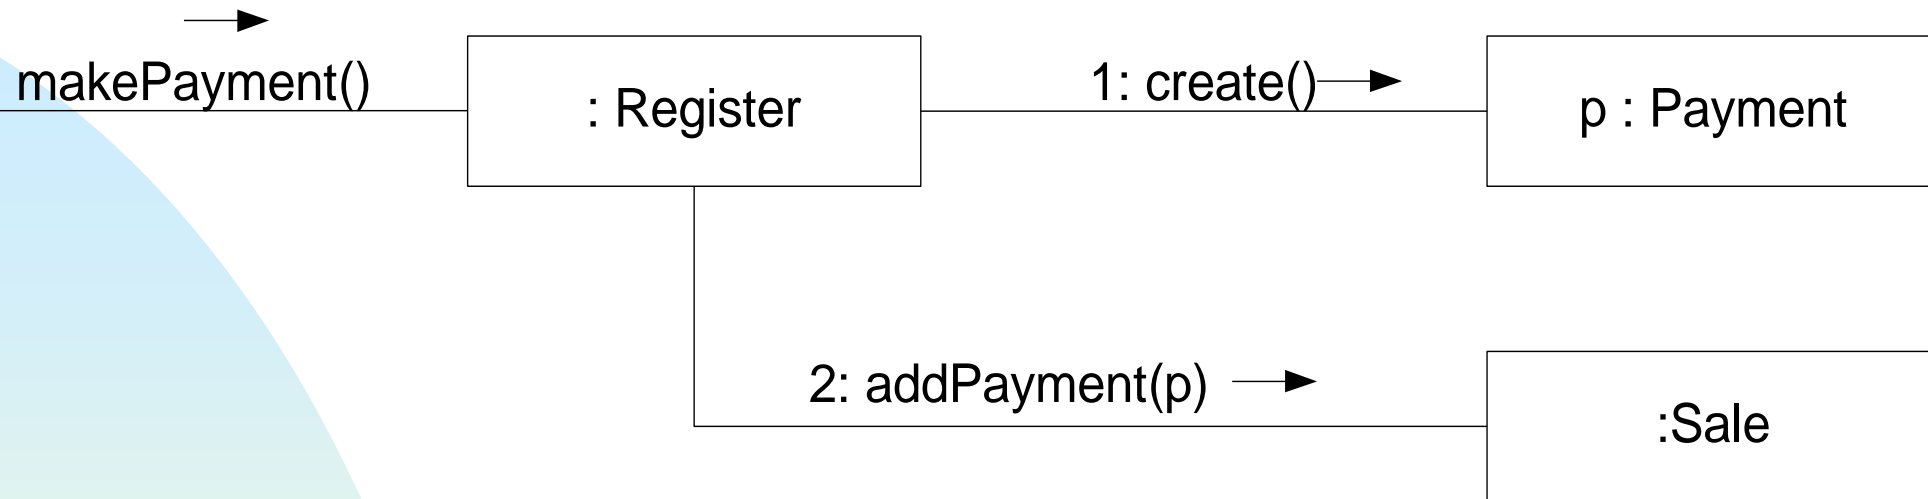 makePayment()
: Register
1: create()
p : Payment
2: addPayment(p)
:Sale